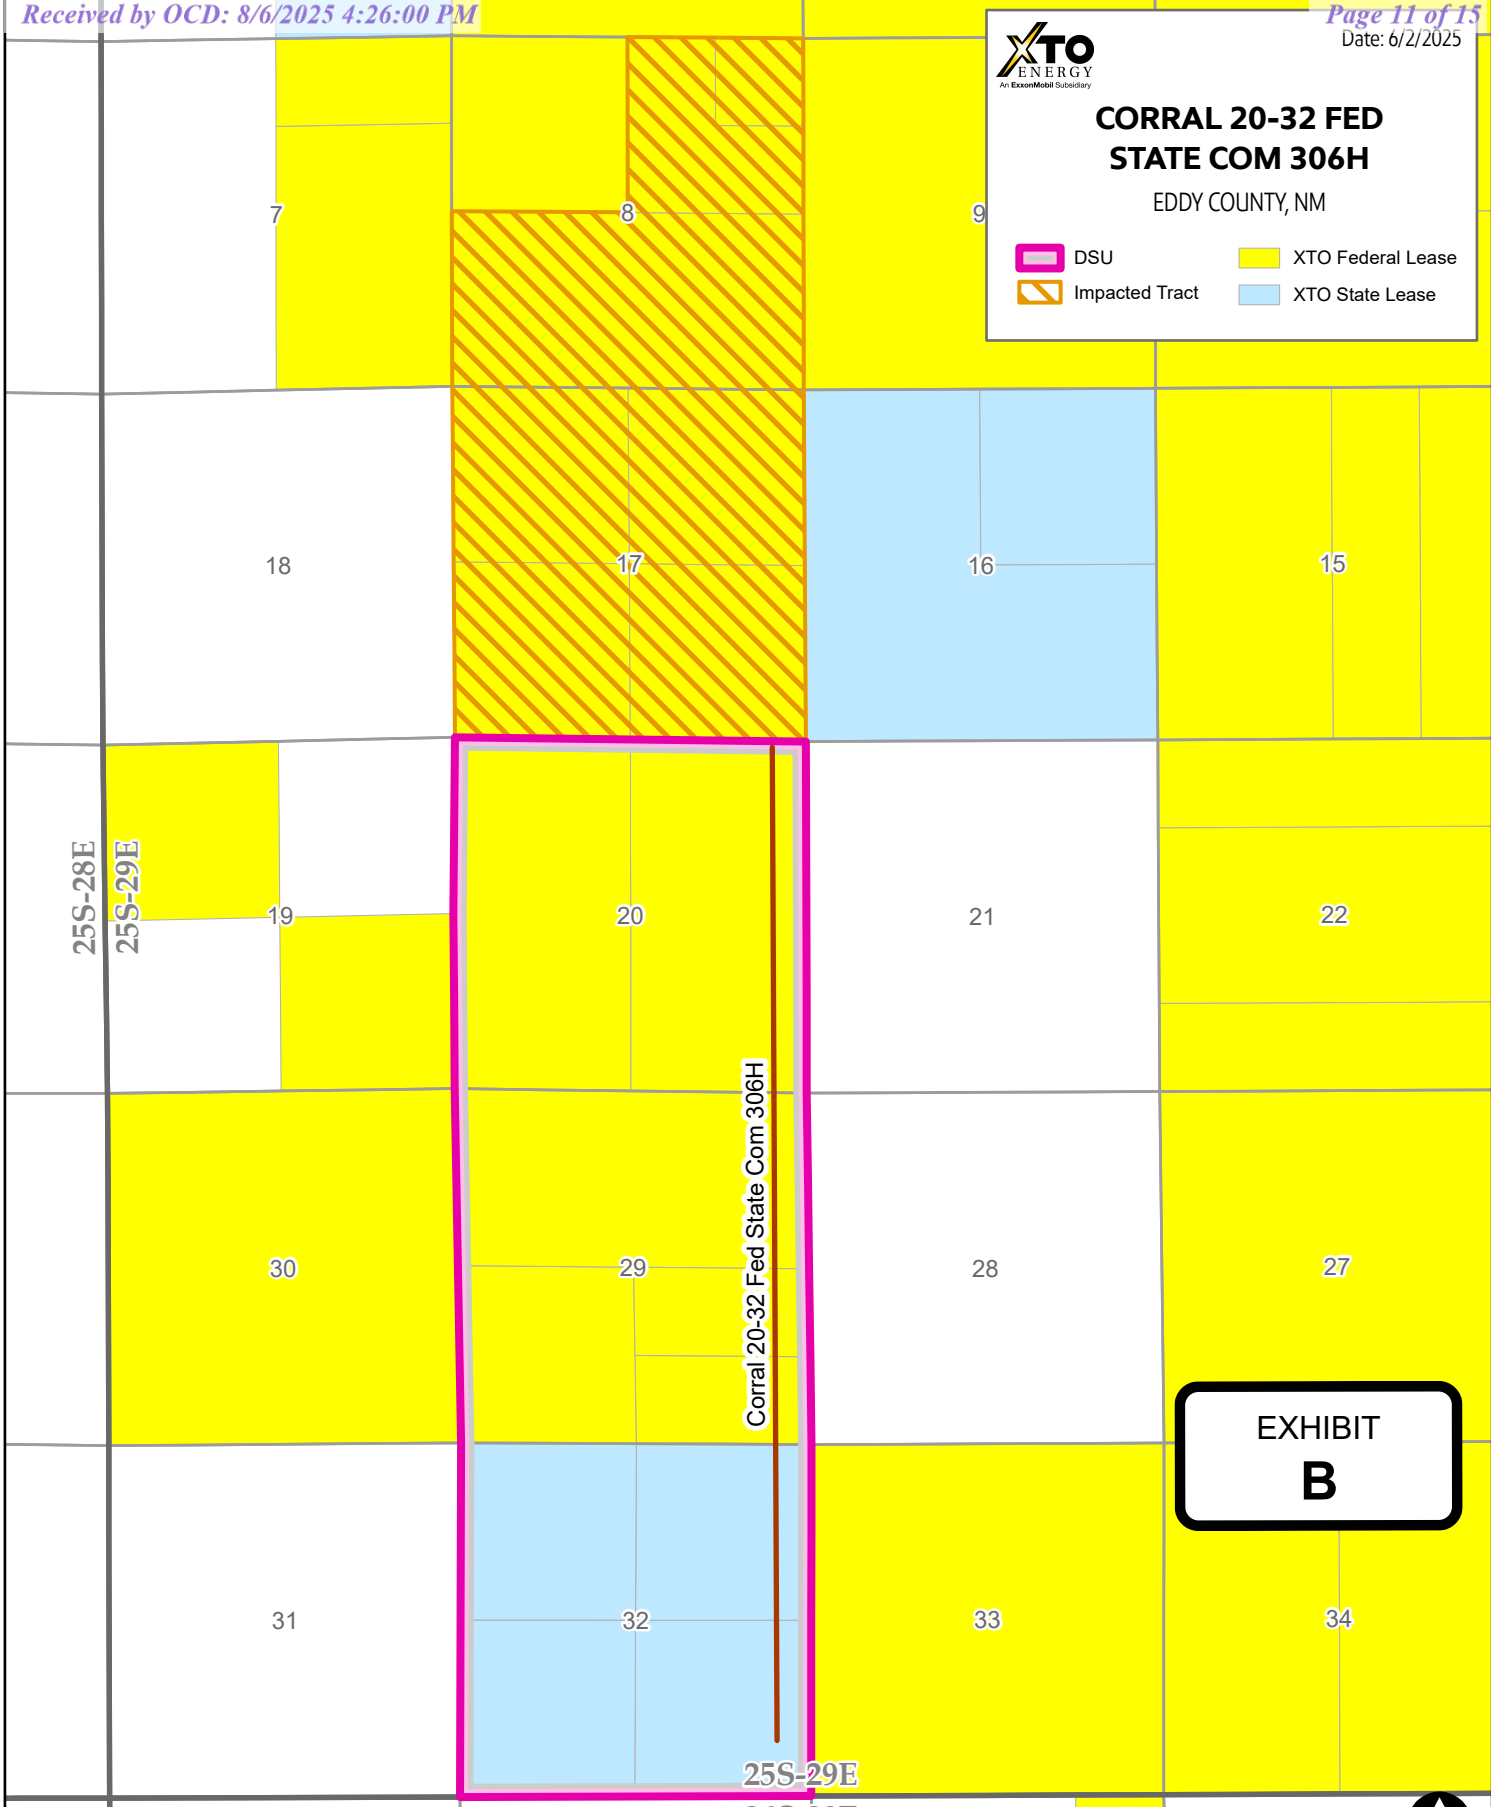 Received by OCD: 8/6/2025 4:26:00 PM
Page 11 of 15
Date: 6/2/2025
XTO
ENERGY
An ExxonMobil Subsidiary
CORRAL 20-32 FED
STATE COM 306H
EDDY COUNTY, NM
DSU
XTO Federal Lease
Impacted Tract
XTO State Lease
7
8
9
18
17
16
15
25S-28E
25S-29E
19
20
21
22
Corral 20-32 Fed State Com 306H
30
29
28
27
EXHIBIT
B
31
32
33
34
25S-29E